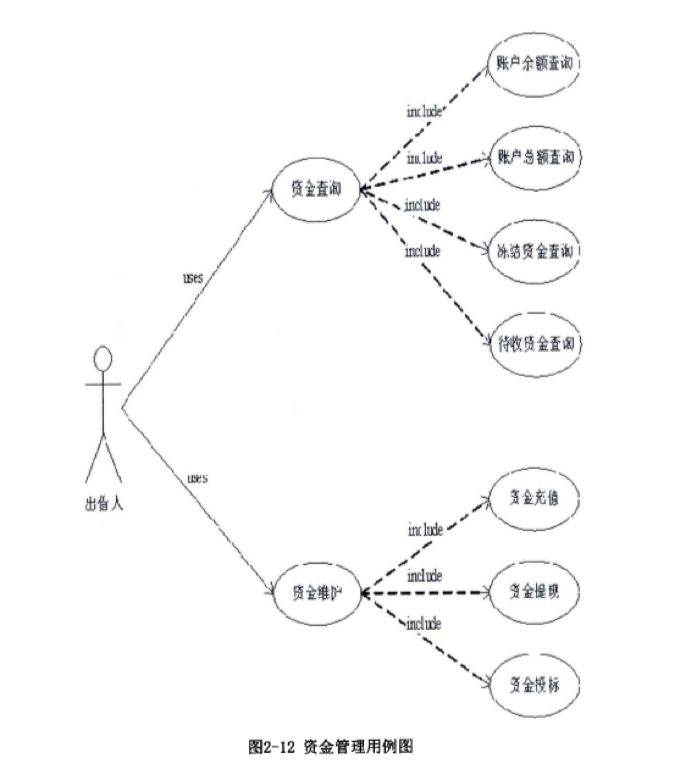 账户余额查询
include
账户总额查询
include
资金查询
include
冻结资金查询
include
uses
待收资金查询
出借人
uses
资金充值
include
资金提现
include
资金维护
include
资金投标
图2-12 资金管理用例图